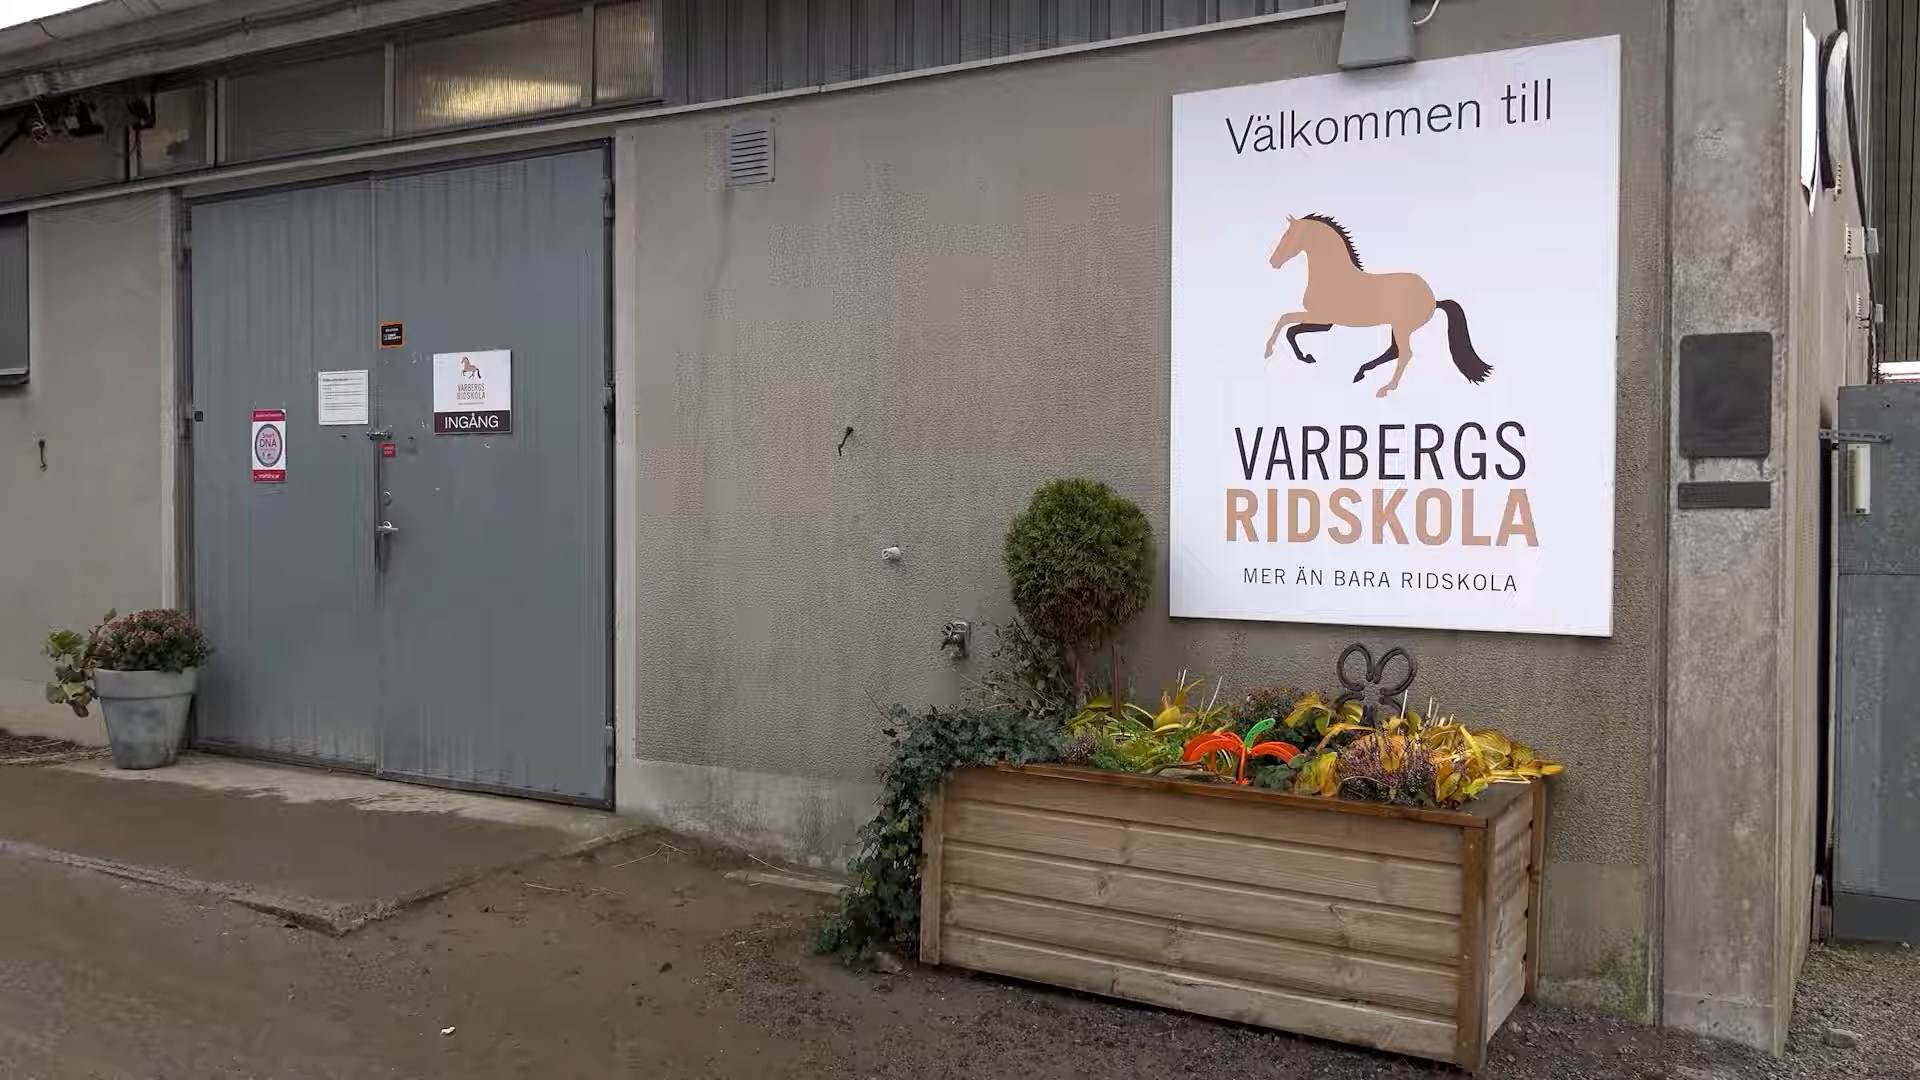 Välkommen till
VARBERGS
RIDSKOLA
MER ÄN BARA RIDSKOLA
VARBERGS
RIDSKOLA
INGÅNG
DNA